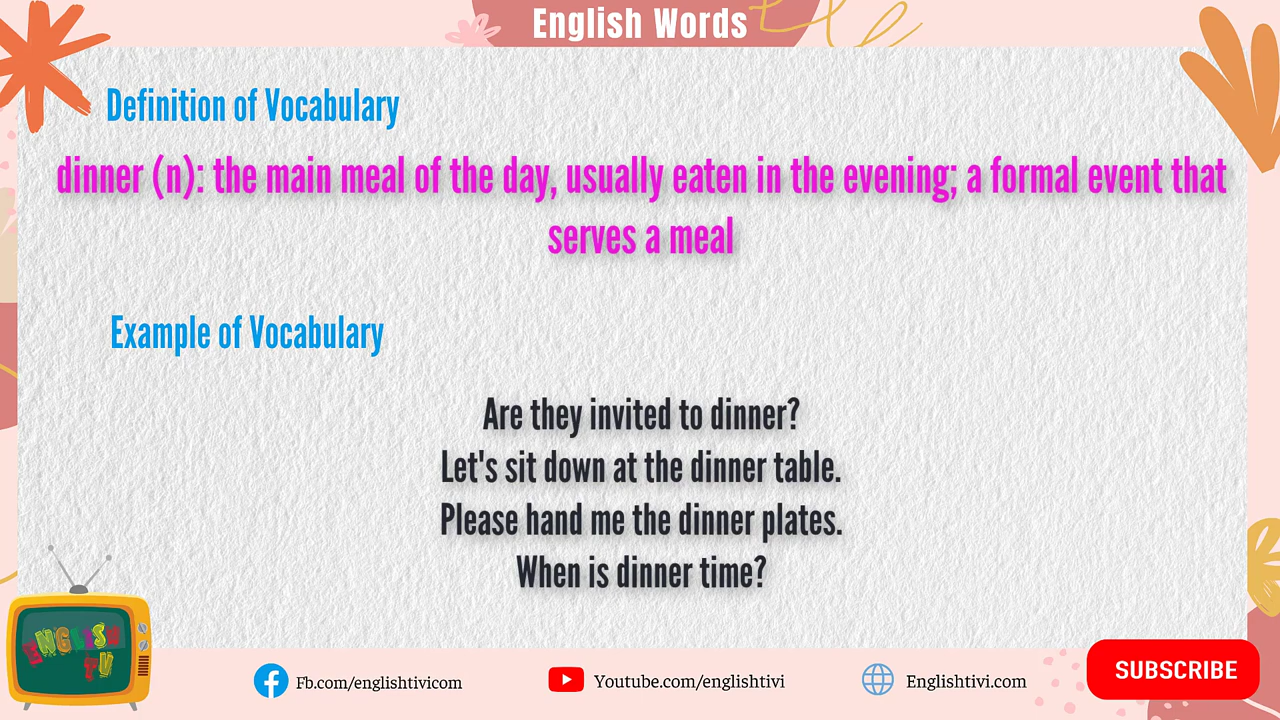 English Words
Definition of Vocabulary
dinner (n): the main meal of the day, usually eaten in the evening; a formal event that
serves a meal
Example of Vocabulary
Are they invited to dinner?
Let's sit down at the dinner table.
Please hand me the dinner plates.
When is dinner time?
ENGLISH
TV
Fb.com/englishtivicom
Youtube.com/englishtivi
Englishtivi.com
SUBSCRIBE